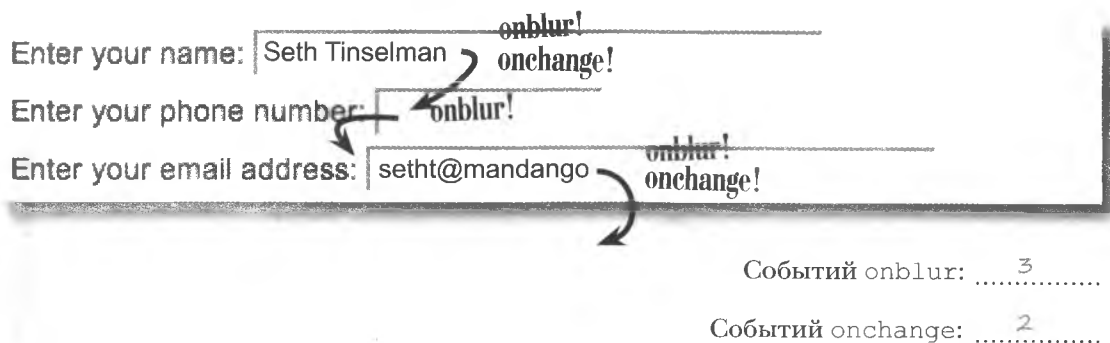 onblur!
Enter your name: Seth Tinselman onchange!
Enter your phone number: onblur!
Enter your email address: setht@mandango onblur!
onchange!
Событий onblur: 3
Событий onchange: 2